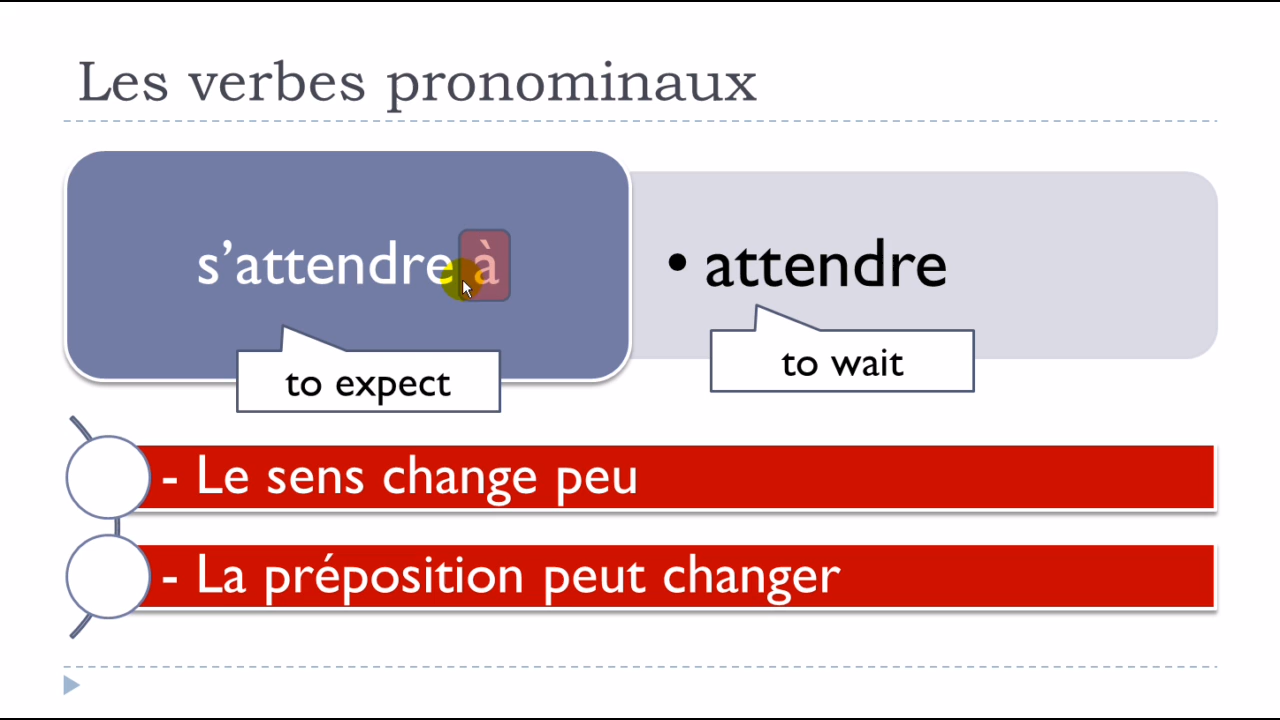 Les verbes pronominaux
s’attendre à
• attendre
to expect
to wait
- Le sens change peu
- La préposition peut changer